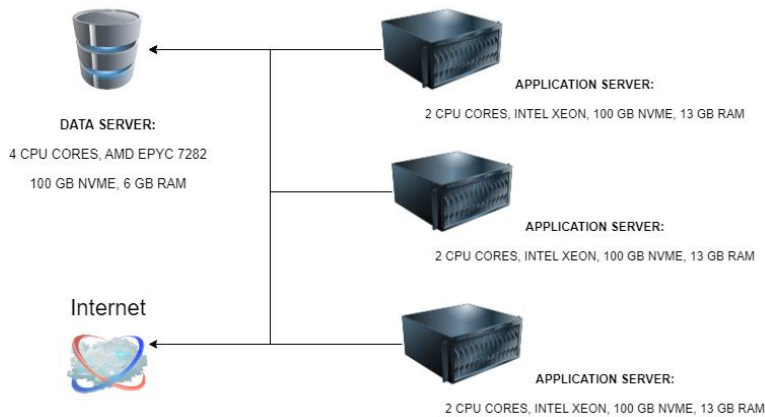 APPLICATION SERVER:
2 CPU CORES, INTEL XEON, 100 GB NVME, 13 GB RAM
DATA SERVER:
4 CPU CORES, AMD EPYC 7282
100 GB NVME, 6 GB RAM
APPLICATION SERVER:
2 CPU CORES, INTEL XEON, 100 GB NVME, 13 GB RAM
Internet
APPLICATION SERVER:
2 CPU CORES, INTEL XEON, 100 GB NVME, 13 GB RAM